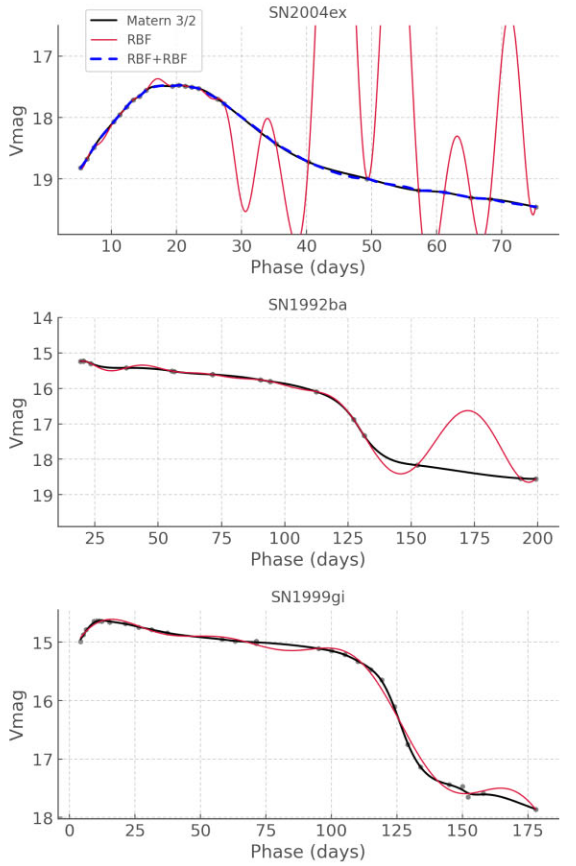 SN2004ex
Matern 3/2
RBF
RBF+RBF
17
18
19
Vmag
10 20 30 40 50 60 70
Phase (days)
SN1992ba
14
15
16
17
18
19
Vmag
25 50 75 100 125 150 175 200
Phase (days)
SN1999gi
15
16
17
18
Vmag
0 25 50 75 100 125 150 175
Phase (days)